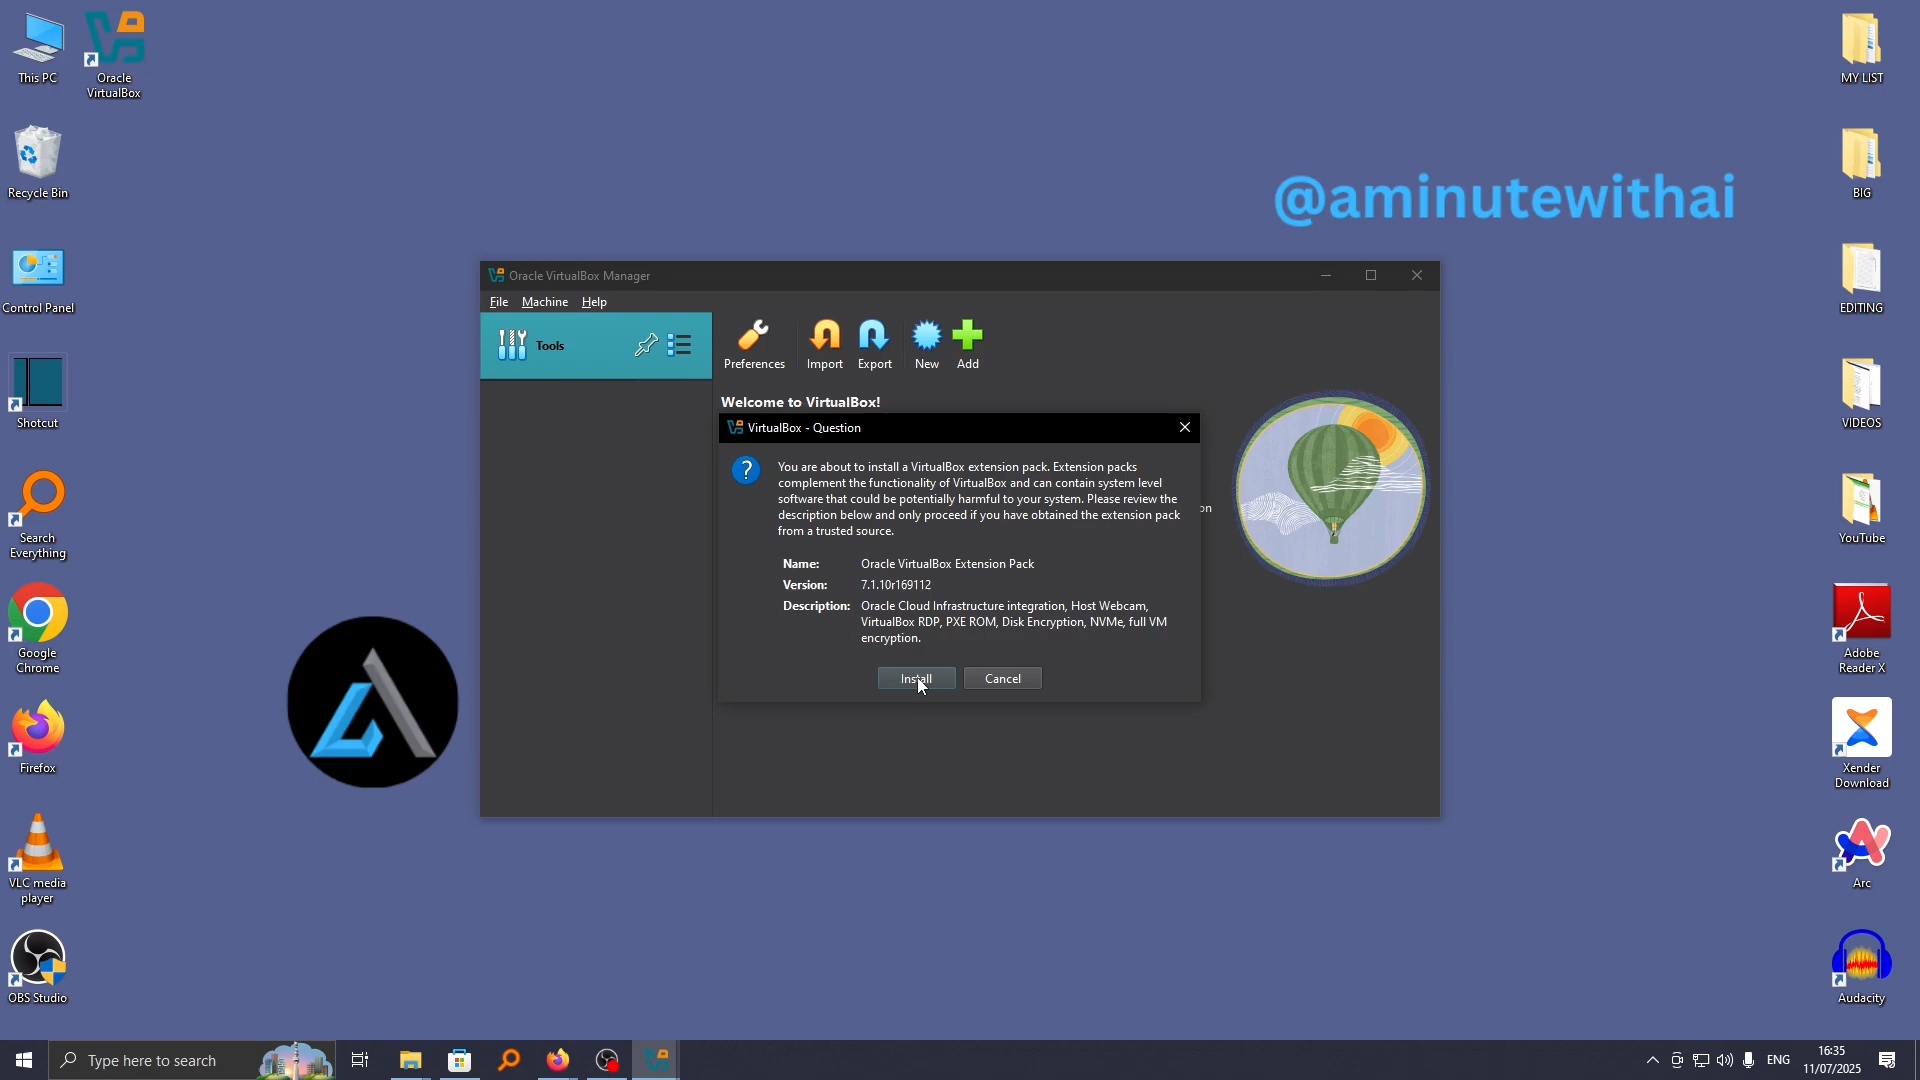 This PC
Oracle
VirtualBox
Recycle Bin
Control Panel
Shotcut
Search
Everything
Google
Chrome
Firefox
VLC media
player
OBS Studio
MY LIST
BIG
EDITING
VIDEOS
YouTube
Adobe
Reader X
Xender
Download
Arc
Audacity
@aminutewithai
Oracle VirtualBox Manager
File Machine Help
Tools
Preferences Import Export New Add
Welcome to VirtualBox!
on
VirtualBox - Question
You are about to install a VirtualBox extension pack. Extension packs
complement the functionality of VirtualBox and can contain system level
software that could be potentially harmful to your system. Please review the
description below and only proceed if you have obtained the extension pack
from a trusted source.
Name: Oracle VirtualBox Extension Pack
Version: 7.1.10r169112
Description: Oracle Cloud Infrastructure integration, Host Webcam,
VirtualBox RDP, PXE ROM, Disk Encryption, NVMe, full VM
encryption.
Install Cancel
Type here to search
ENG
16:35
11/07/2025